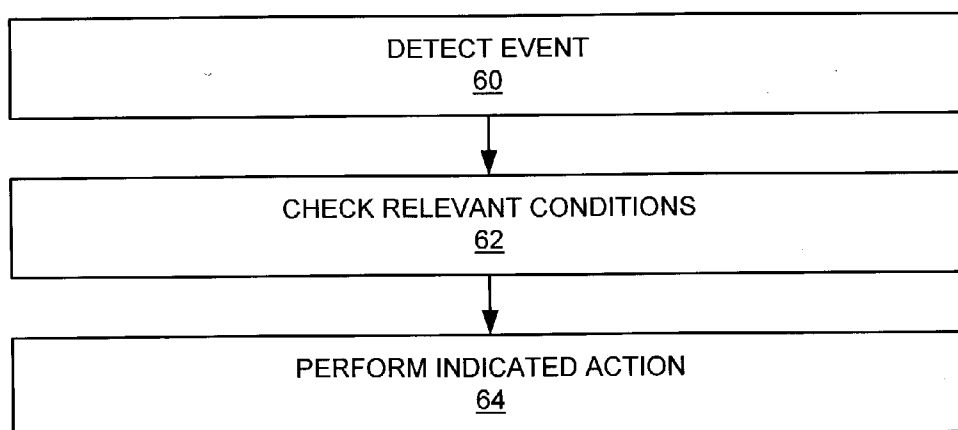 DETECT EVENT
60
CHECK RELEVANT CONDITIONS
62
PERFORM INDICATED ACTION
64